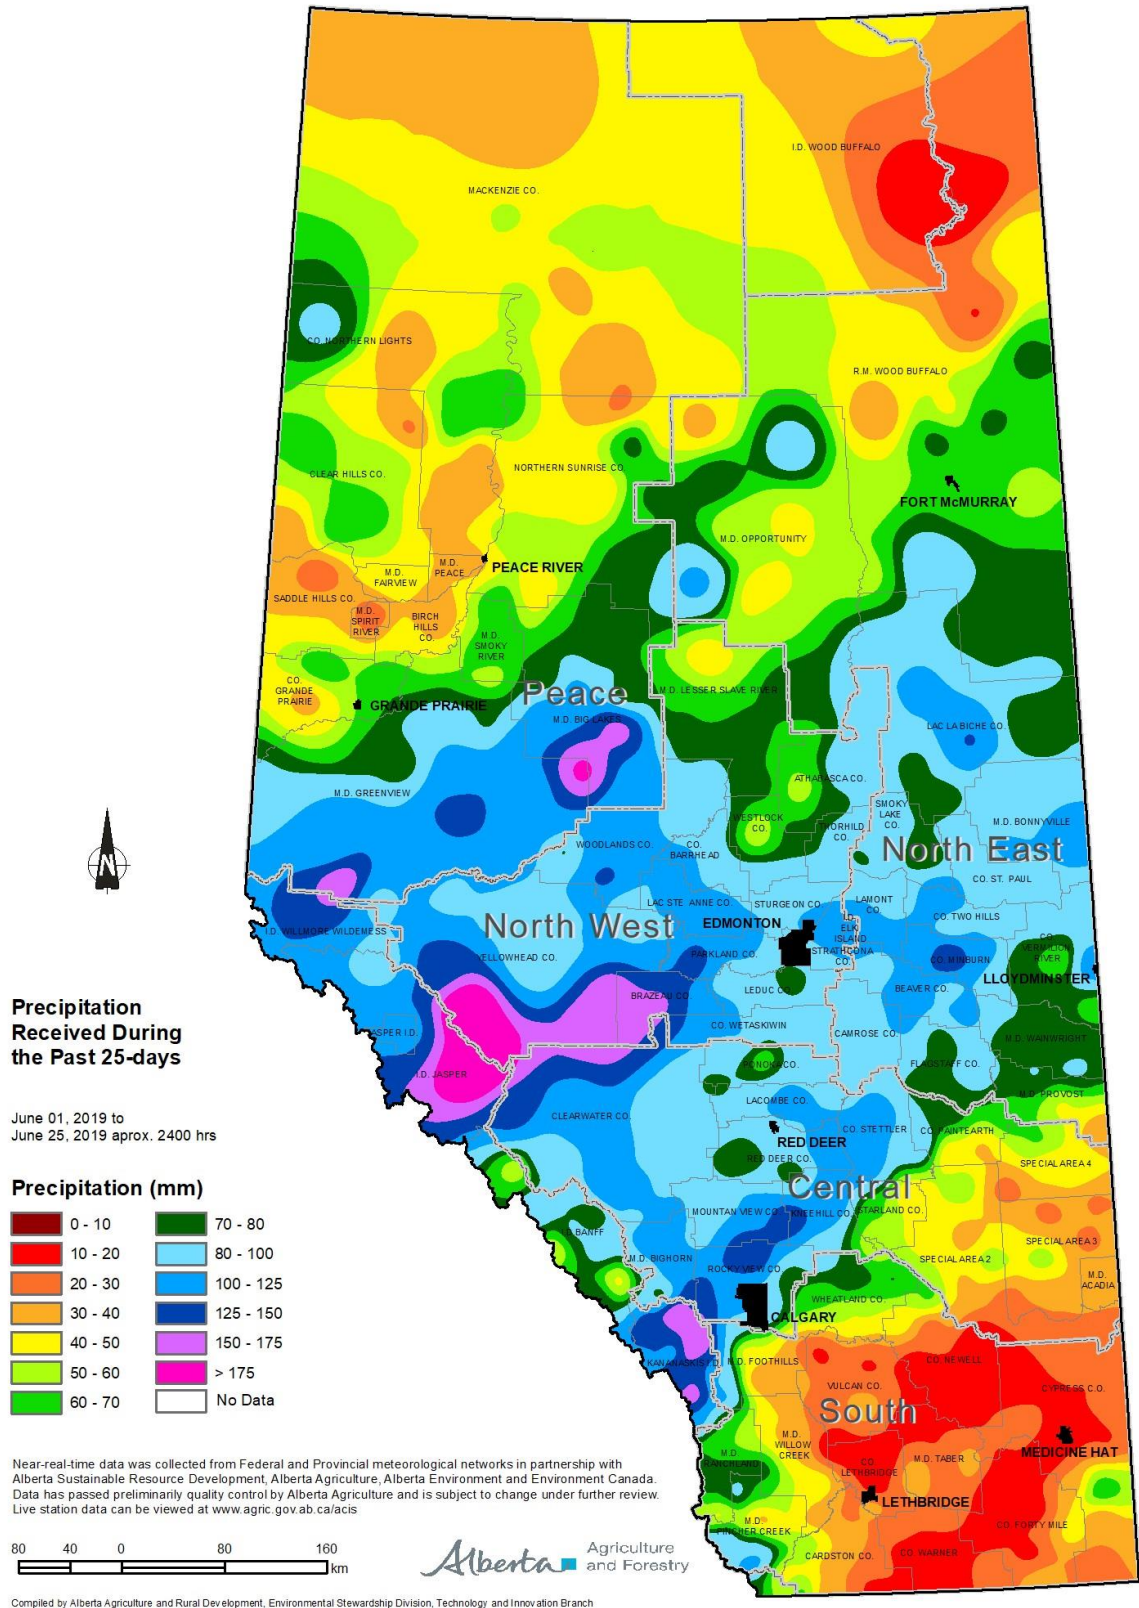 I.D. WOOD BUFFALO
MACKENZIE CO.
CO. NORTHERN LIGHTS
R.M. WOOD BUFFALO
CLEAR HILLS CO.
NORTHERN SUNRISE CO.
FORT McMURRAY
M.D. OPPORTUNITY
PEACE RIVER
M.D.
PEACE
M.D.
FAIRVIEW
SADDLE HILLS CO.
M.D.
SPIRIT
RIVER
BIRCH
HILLS
CO.
M.D.
SMOKY
RIVER
CO.
GRANDE
PRAIRIE
GRANDE PRAIRIE
Peace
M.D. LESSER SLAVE RIVER
M.D. BIG LAKES
LAC LA BICHE CO.
ATHABASCA CO.
M.D. GREENVIEW
SMOKY
LAKE
CO.
WESTLOCK
CO.
THORHILD
CO.
M.D. BONNYVILLE
N
WOODLANDS CO.
CO.
BARRHEAD
North East
CO. ST. PAUL
LAC STE ANNE CO.
STURGEON CO.
LAMONT
CO.
CO. TWO HILLS
I.D. WILLMORE WILDERNESS
North West
EDMONTON
I.D.
ELK
ISLAND
STRATHCONA
CO.
CO.
VERMILION
RIVER
YELLOWHEAD CO.
PARKLAND CO.
CO. MINBURN
LLOYDMINSTER
BRAZEAU CO.
LEDUC CO.
BEAVER CO.
Precipitation
Received During
the Past 25-days
JASPER I.D.
CO. WETASKIWIN
CAMROSE CO.
M.D. WAINWRIGHT
I.D. JASPER
PONOKA CO.
FLAGSTAFF CO.
M.D. PROVOST
June 01, 2019 to
June 25, 2019 aprox. 2400 hrs
CLEARWATER CO.
LACOMBE CO.
CO. STETTLER
CO. PAINTEARTH
RED DEER
RED DEER CO.
SPECIAL AREA 4
Precipitation (mm)
0 - 10
70 - 80
10 - 20
80 - 100
20 - 30
100 - 125
30 - 40
125 - 150
40 - 50
150 - 175
50 - 60
> 175
60 - 70
No Data
Central
MOUNTAN VIEW CO.
KNEEHILL CO.
STARLAND CO.
I.D. BANFF
SPECIAL AREA 3
M.D. BIGHORN
ROCKY VIEW CO.
SPECIAL AREA 2
M.D.
ACADIA
WHEATLAND CO.
CALGARY
KANANASKIS I.D.
M.D. FOOTHILLS
CO. NEWELL
VULCAN CO.
CYPRESS C.O.
South
M.D.
WILLOW
CREEK
M.D.
RANCHLAND
MEDICINE HAT
CO.
LETHBRIDGE
M.D. TABER
LETHBRIDGE
M.D.
PINCHER CREEK
CO. FORTY MILE
CARDSTON CO.
CO. WARNER
Near-real-time data was collected from Federal and Provincial meteorological networks in partnership with
Alberta Sustainable Resource Development, Alberta Agriculture, Alberta Environment and Environment Canada.
Data has passed preliminarily quality control by Alberta Agriculture and is subject to change under further review.
Live station data can be viewed at www.agric.gov.ab.ca/acis
80 40 0 80 160
km
Alberta Agriculture
and Forestry
Compiled by Alberta Agriculture and Rural Development, Environmental Stewardship Division, Technology and Innovation Branch